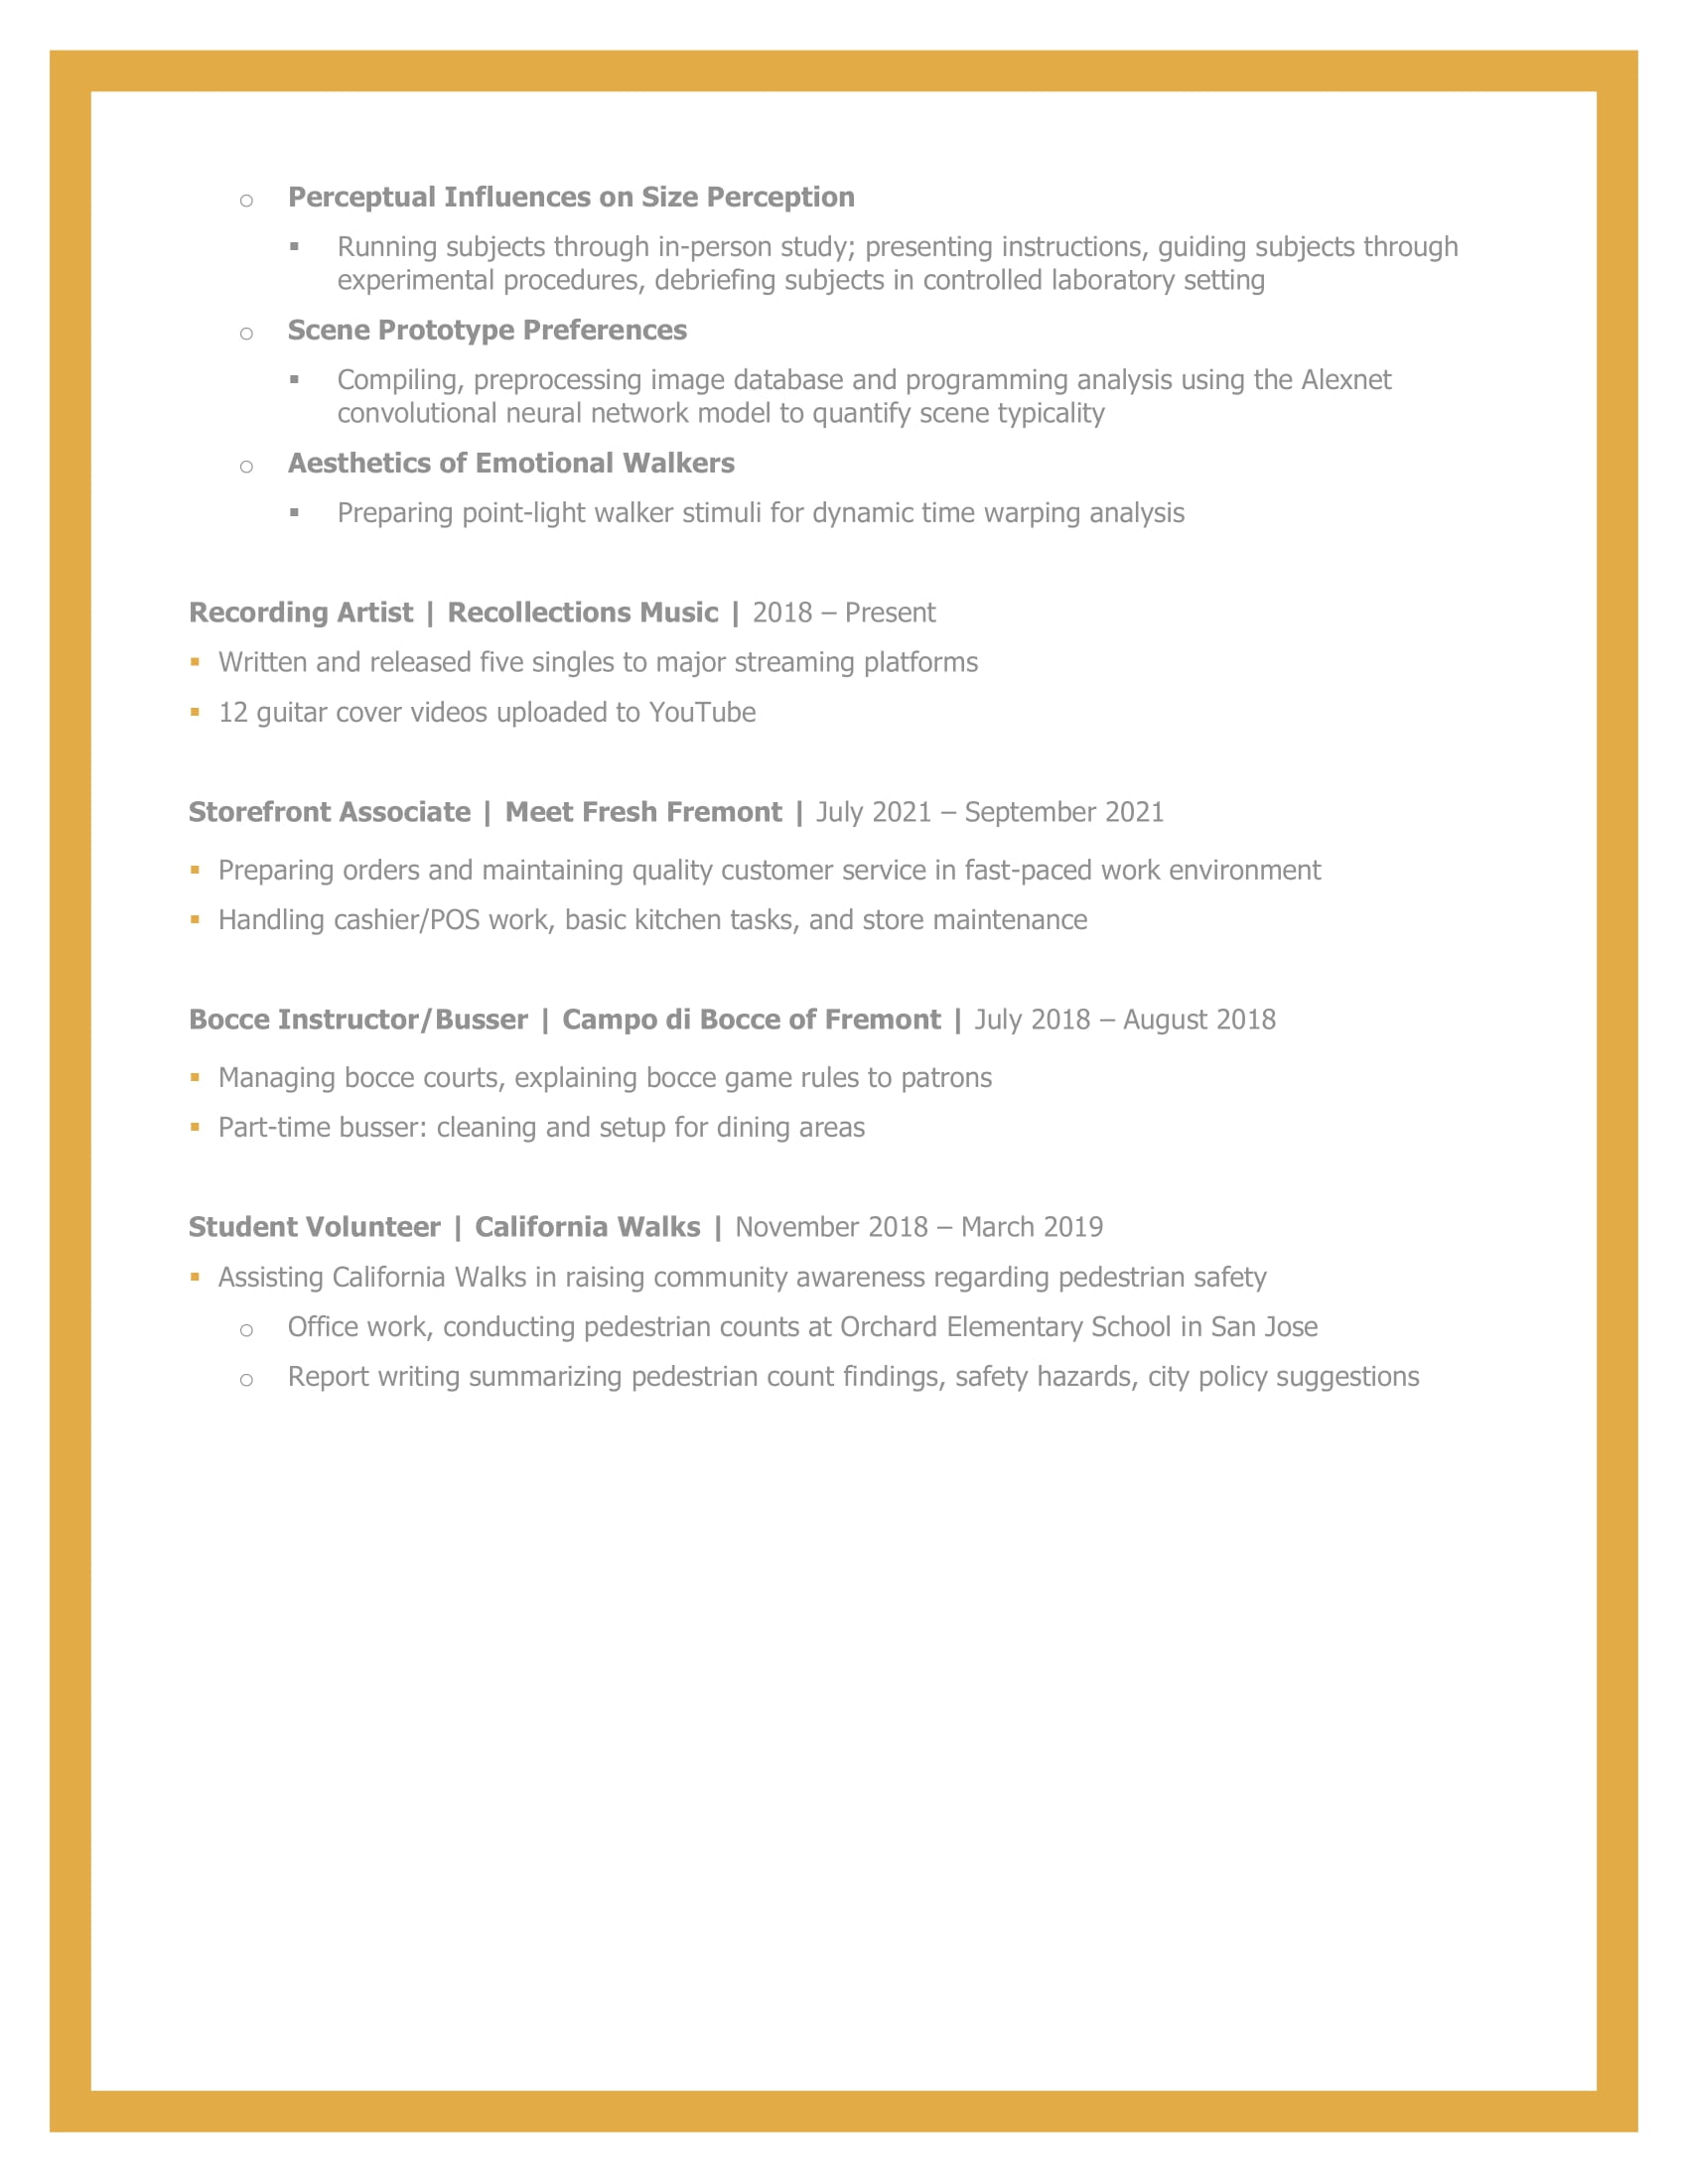 Perceptual Influences on Size Perception
Running subjects through in-person study; presenting instructions, guiding subjects through
experimental procedures, debriefing subjects in controlled laboratory setting
Scene Prototype Preferences
Compiling, preprocessing image database and programming analysis using the Alexnet
convolutional neural network model to quantify scene typicality
Aesthetics of Emotional Walkers
Preparing point-light walker stimuli for dynamic time warping analysis
Recording Artist | Recollections Music | 2018 – Present
Written and released five singles to major streaming platforms
12 guitar cover videos uploaded to YouTube
Storefront Associate | Meet Fresh Fremont | July 2021 – September 2021
Preparing orders and maintaining quality customer service in fast-paced work environment
Handling cashier/POS work, basic kitchen tasks, and store maintenance
Bocce Instructor/Busser | Campo di Bocce of Fremont | July 2018 – August 2018
Managing bocce courts, explaining bocce game rules to patrons
Part-time busser: cleaning and setup for dining areas
Student Volunteer | California Walks | November 2018 – March 2019
Assisting California Walks in raising community awareness regarding pedestrian safety
Office work, conducting pedestrian counts at Orchard Elementary School in San Jose
Report writing summarizing pedestrian count findings, safety hazards, city policy suggestions